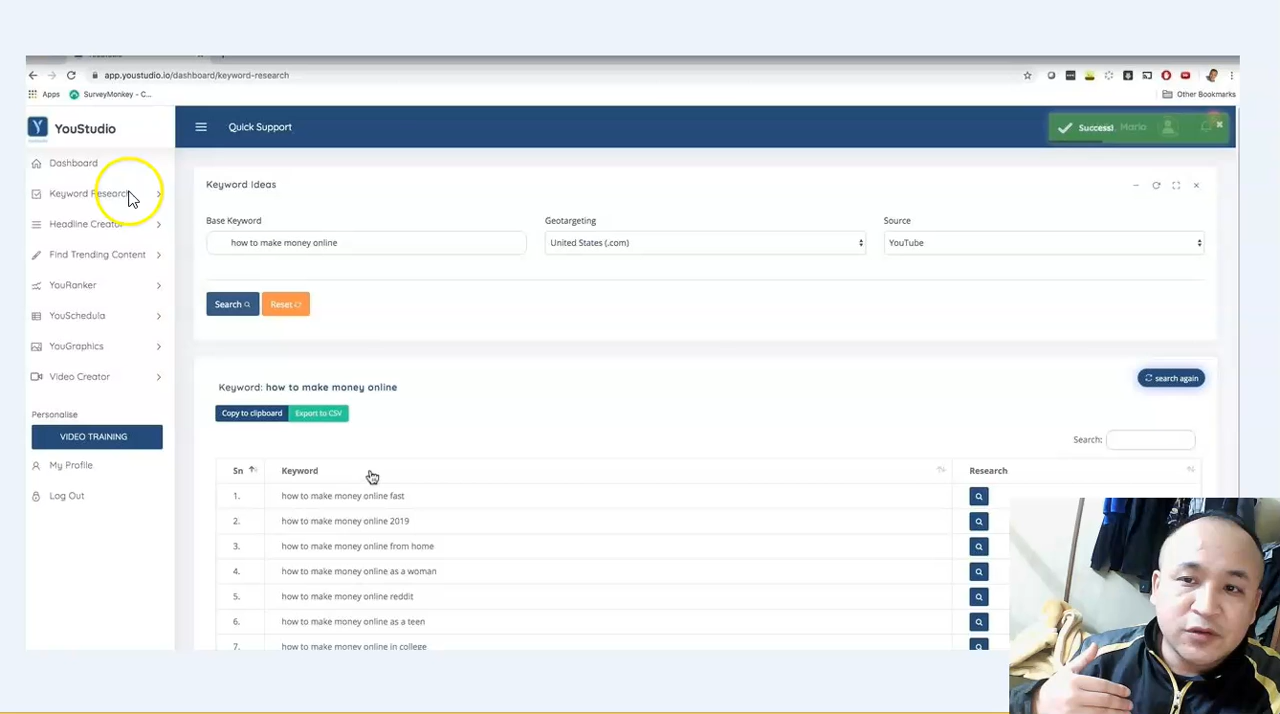 app.youstudio.io/dashboard/keyword-research
Apps SurveyMonkey - C... Other Bookmarks
YouStudio
Quick Support
Success! Mario
Dashboard
Keyword Research
Headline Creator
Find Trending Content
YouRanker
YouSchedula
YouGraphics
Video Creator
Personalise
VIDEO TRAINING
My Profile
Log Out
Keyword Ideas
Base Keyword Geotargeting Source
how to make money online United States (.com) YouTube
Search Reset
Keyword: how to make money online
search again
Copy to clipboard Export to CSV
Search:
Sn Keyword Research
1. how to make money online fast
2. how to make money online 2019
3. how to make money online from home
4. how to make money online as a woman
5. how to make money online reddit
6. how to make money online as a teen
7. how to make money online in college